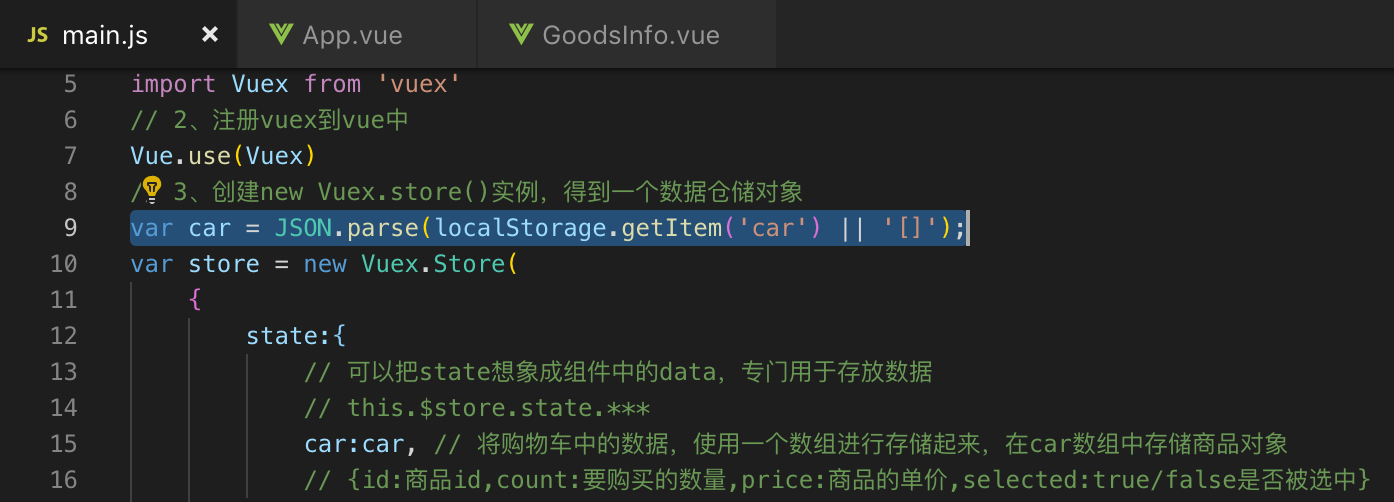 JS main.js × App.vue GoodsInfo.vue
5 import Vuex from 'vuex'
6 // 2、注册vuex到vue中
7 Vue.use(Vuex)
8 / 3、创建new Vuex.store()实例，得到一个数据仓储对象
9 var car = JSON.parse(localStorage.getItem('car') || '[]');
10 var store = new Vuex.Store(
11 {
12 state:{
13 // 可以把state想象成组件中的data，专门用于存放数据
14 // this.$store.state.***
15 car:car, // 将购物车中的数据，使用一个数组进行存储起来，在car数组中存储商品对象
16 // {id:商品id,count:要购买的数量,price:商品的单价,selected:true/false是否被选中}